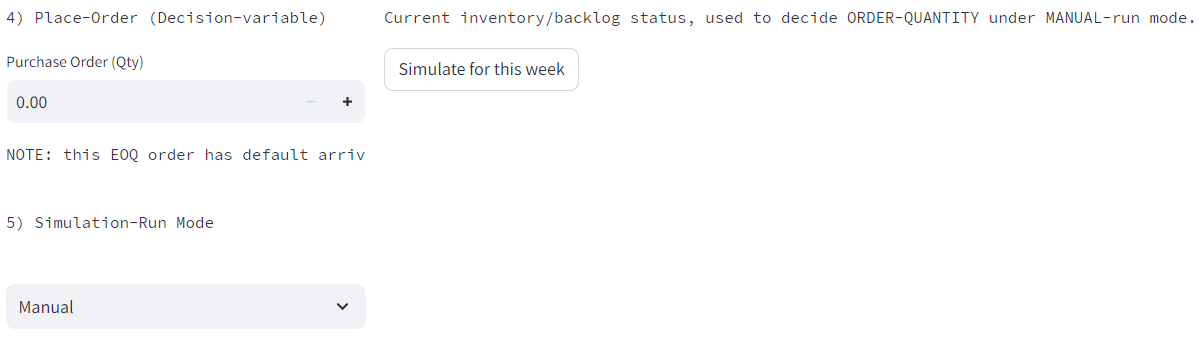 4) Place-Order (Decision-variable)
Current inventory/backlog status, used to decide ORDER-QUANTITY under MANUAL-run mode.
Purchase Order (Qty)
Simulate for this week
0.00
NOTE: this EOQ order has default arriv
5) Simulation-Run Mode
Manual